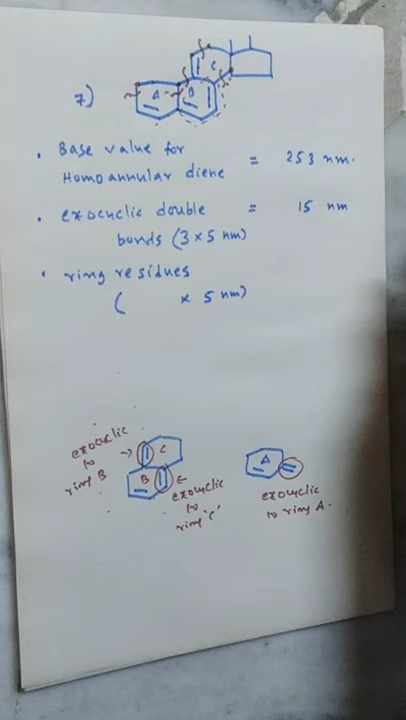 7)
C
A
B
• Base value for
Homoannular diene = 253 nm.
• exocyclic double = 15 nm
bonds (3 x 5 nm)
• ring residues
( x 5 nm)
exocyclic
to
ring B
C
B
exocyclic
to
ring 'C'
A
exocyclic
to ring A.